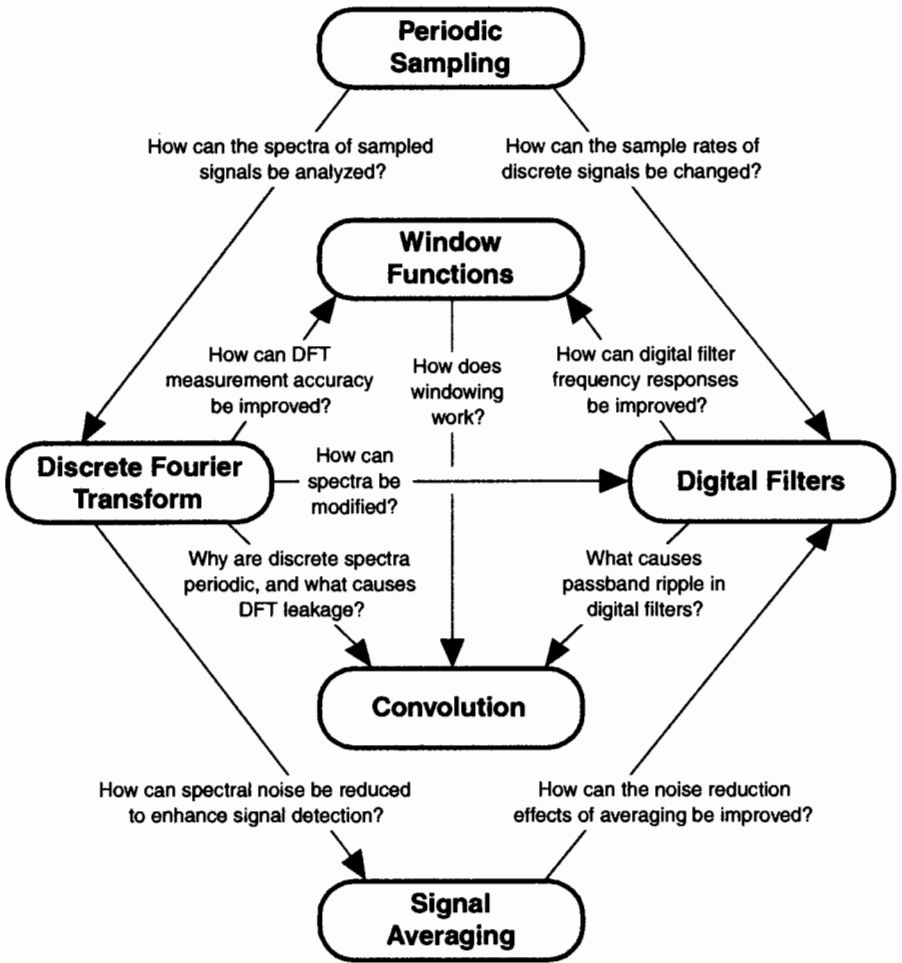 Periodic
Sampling
How can the spectra of sampled
signals be analyzed?
How can the sample rates of
discrete signals be changed?
Window
Functions
How can DFT
measurement accuracy
be improved?
How does
windowing
work?
How can digital filter
frequency responses
be improved?
Discrete Fourier
Transform
How can
spectra be
modified?
Digital Filters
Why are discrete spectra
periodic, and what causes
DFT leakage?
What causes
passband ripple in
digital filters?
Convolution
How can spectral noise be reduced
to enhance signal detection?
How can the noise reduction
effects of averaging be improved?
Signal
Averaging